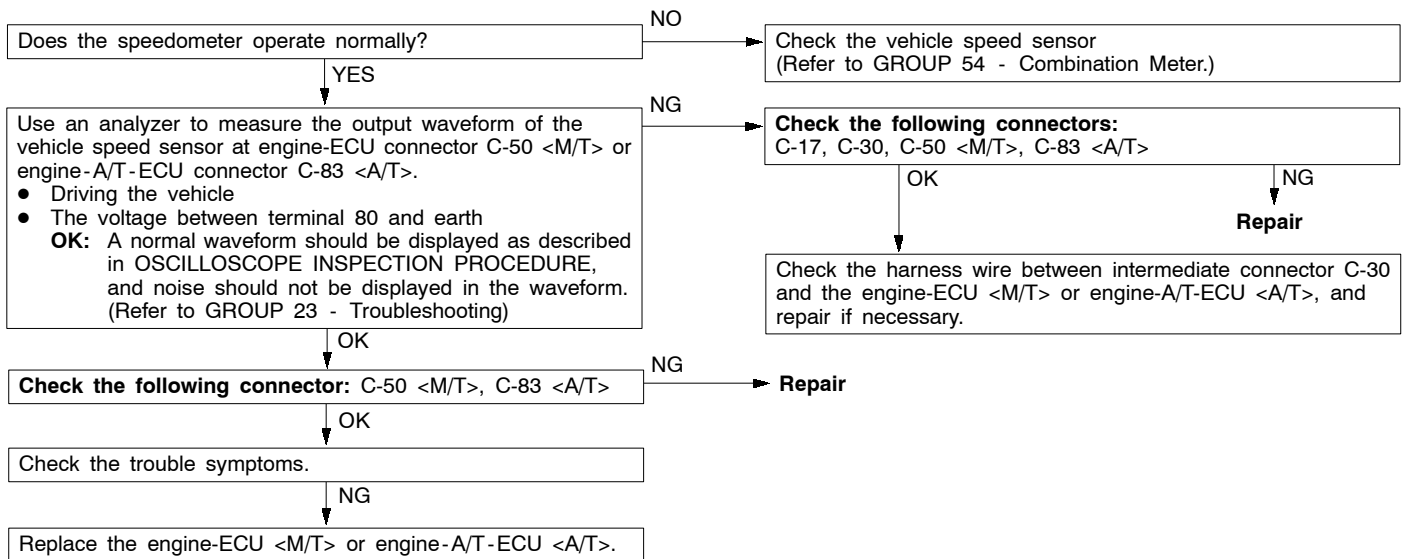 Does the speedometer operate normally?
NO
Check the vehicle speed sensor
(Refer to GROUP 54 - Combination Meter.)
YES
Use an analyzer to measure the output waveform of the
vehicle speed sensor at engine-ECU connector C-50 <M/T> or
engine-A/T-ECU connector C-83 <A/T>.
● Driving the vehicle
● The voltage between terminal 80 and earth
OK: A normal waveform should be displayed as described
in OSCILLOSCOPE INSPECTION PROCEDURE,
and noise should not be displayed in the waveform.
(Refer to GROUP 23 - Troubleshooting)
NG
Check the following connectors:
C-17, C-30, C-50 <M/T>, C-83 <A/T>
NG
Repair
OK
Check the harness wire between intermediate connector C-30
and the engine-ECU <M/T> or engine-A/T-ECU <A/T>, and
repair if necessary.
OK
Check the following connector: C-50 <M/T>, C-83 <A/T>
NG
Repair
OK
Check the trouble symptoms.
NG
Replace the engine-ECU <M/T> or engine-A/T-ECU <A/T>.